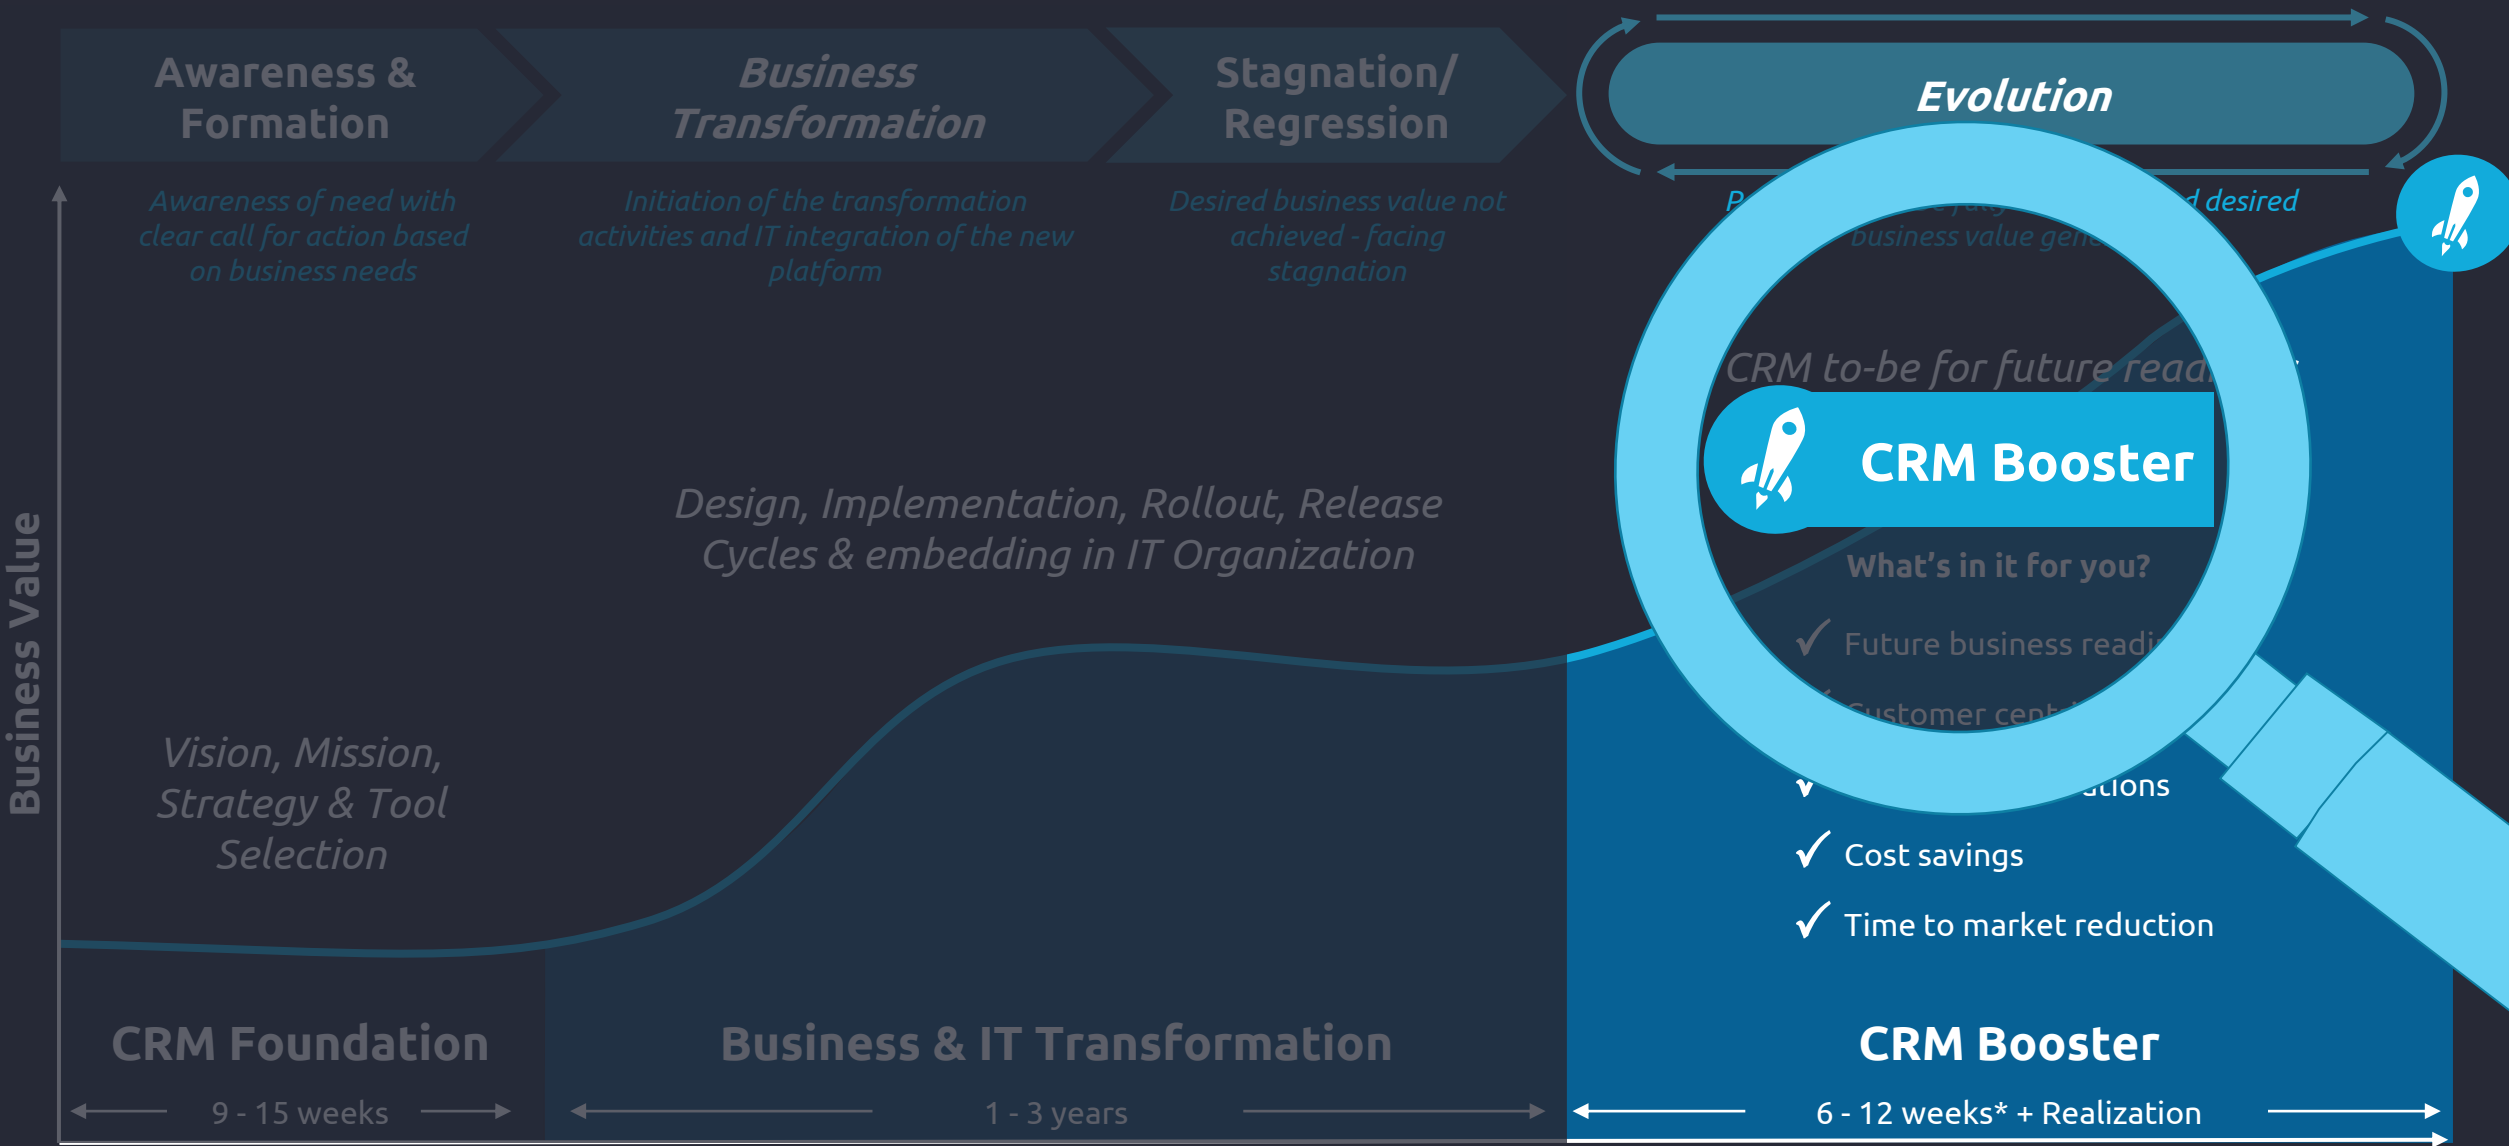 Awareness &
Formation
Business
Transformation
Stagnation/
Regression
Evolution
Awareness of need with
clear call for action based
on business needs
Initiation of the transformation
activities and IT integration of the new
platform
Desired business value not
achieved - facing
stagnation
desired
business value
CRM to-be for future
CRM Booster
What's in it for you?
Design, Implementation, Rollout, Release
Cycles & embedding in IT Organization
Future business
Customer
Vision, Mission,
Strategy & Tool
Selection
Cost savings
Time to market reduction
Business Value
CRM Foundation
Business & IT Transformation
CRM Booster
9 - 15 weeks
1 - 3 years
6 - 12 weeks* + Realization